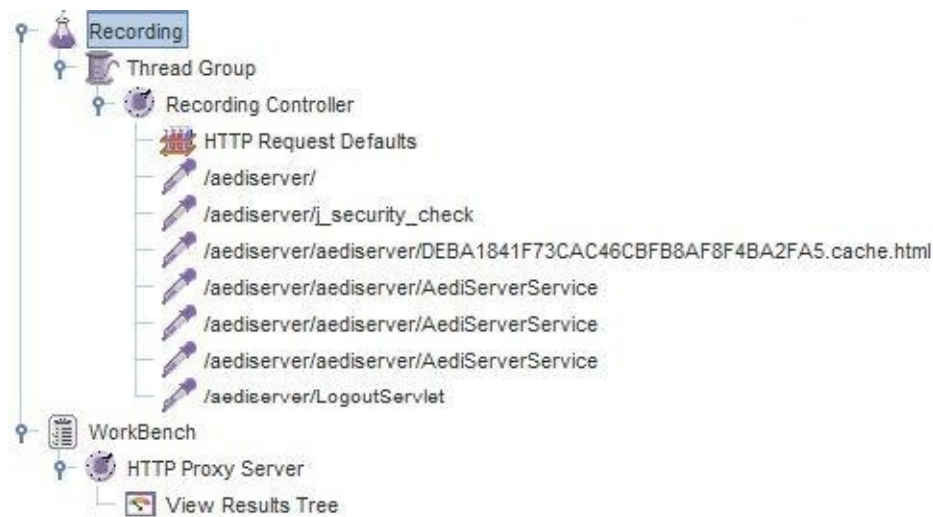 Recording
Thread Group
Recording Controller
HTTP Request Defaults
/aediserver/
/aediserver/j_security_check
/aediserver/aediserver/DEBA1841F73CAC46CBFB8AF8F4BA2FA5.cache.html
/aediserver/aediserver/AediServerService
/aediserver/aediserver/AediServerService
/aediserver/aediserver/AediServerService
/aediserver/LogoutServlet
WorkBench
HTTP Proxy Server
View Results Tree